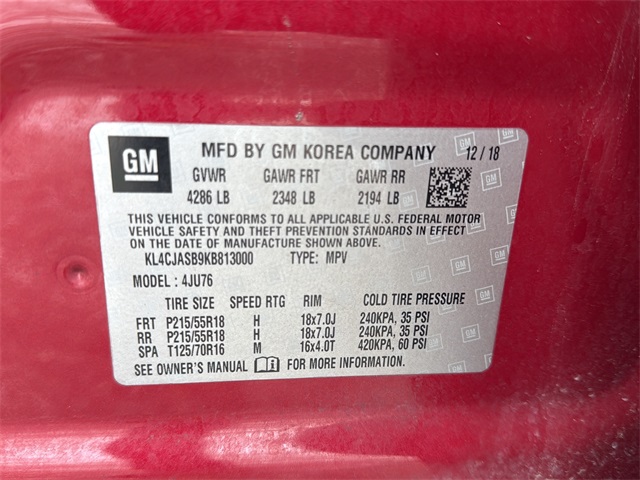 GM MFD BY GM KOREA COMPANY 12/18
GVWR GAWR FRT GAWR RR
4286 LB 2348 LB 2194 LB
THIS VEHICLE CONFORMS TO ALL APPLICABLE U.S. FEDERAL MOTOR
VEHICLE SAFETY AND THEFT PREVENTION STANDARDS IN EFFECT
ON THE DATE OF MANUFACTURE SHOWN ABOVE.
KL4CJASB9KB813000 TYPE: MPV
MODEL: 4JU76
TIRE SIZE SPEED RTG RIM COLD TIRE PRESSURE
FRT P215/55R18 H 18x7.0J 240KPA, 35 PSI
RR P215/55R18 H 18x7.0J 240KPA, 35 PSI
SPA T125/70R16 M 16x4.0T 420KPA, 60 PSI
SEE OWNER'S MANUAL FOR MORE INFORMATION.